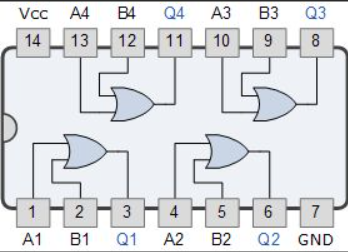 Vcc A4 B4 Q4 A3 B3 Q3
14 13 12 11 10 9 8
1 2 3 4 5 6 7
A1 B1 Q1 A2 B2 Q2 GND